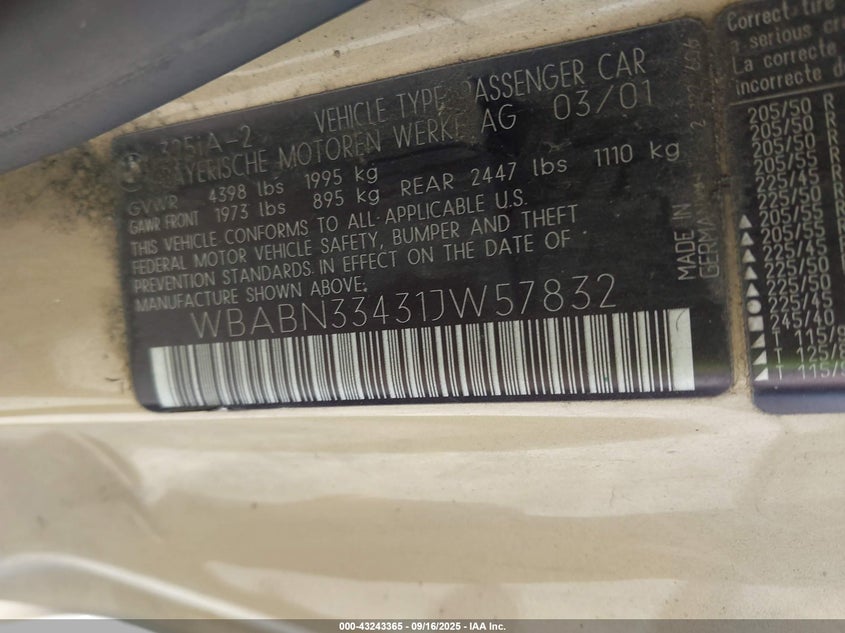 325iA-2 VEHICLE TYPE PASSENGER CAR
BAYERISCHE MOTOREN WERKE AG 03/01
GVWR 4398 lbs 1995 kg
GAWR FRONT 1973 lbs 895 kg REAR 2447 lbs 1110 kg
THIS VEHICLE CONFORMS TO ALL APPLICABLE U.S.
FEDERAL MOTOR VEHICLE SAFETY, BUMPER AND THEFT
PREVENTION STANDARDS IN EFFECT ON THE DATE OF
MANUFACTURE SHOWN ABOVE:
WBABN33431JW57832
MADE IN
GERMANY
Correct tire
a serious
La correcte
incorrecte
205/50 R
205/50
205/50
205/55
225/45
225/50
205/55
205/55
225/45
225/50
225/50
225/45
245/40
T 115/
T 125/
T 115/
000-43243365 - 09/16/2025 - IAA Inc.